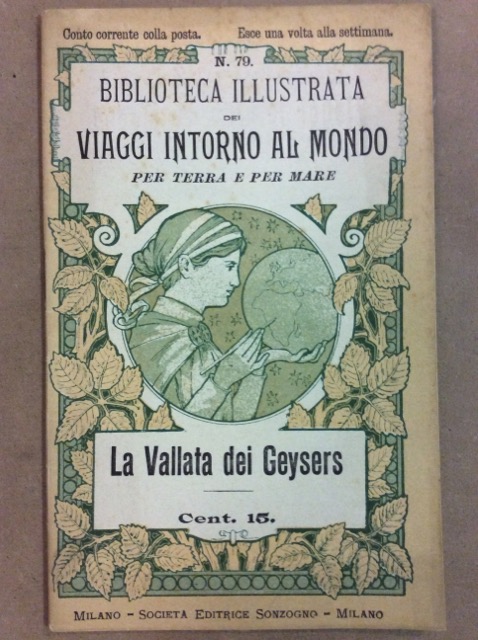 Conto corrente colla posta. Esce una volta alla settimana.
N. 79.
BIBLIOTECA ILLUSTRATA
DEI
VIAGGI INTORNO AL MONDO
PER TERRA E PER MARE
La Vallata dei Geysers
Cent. 15.
MILANO - SOCIETÀ EDITRICE SONZOGNO - MILANO